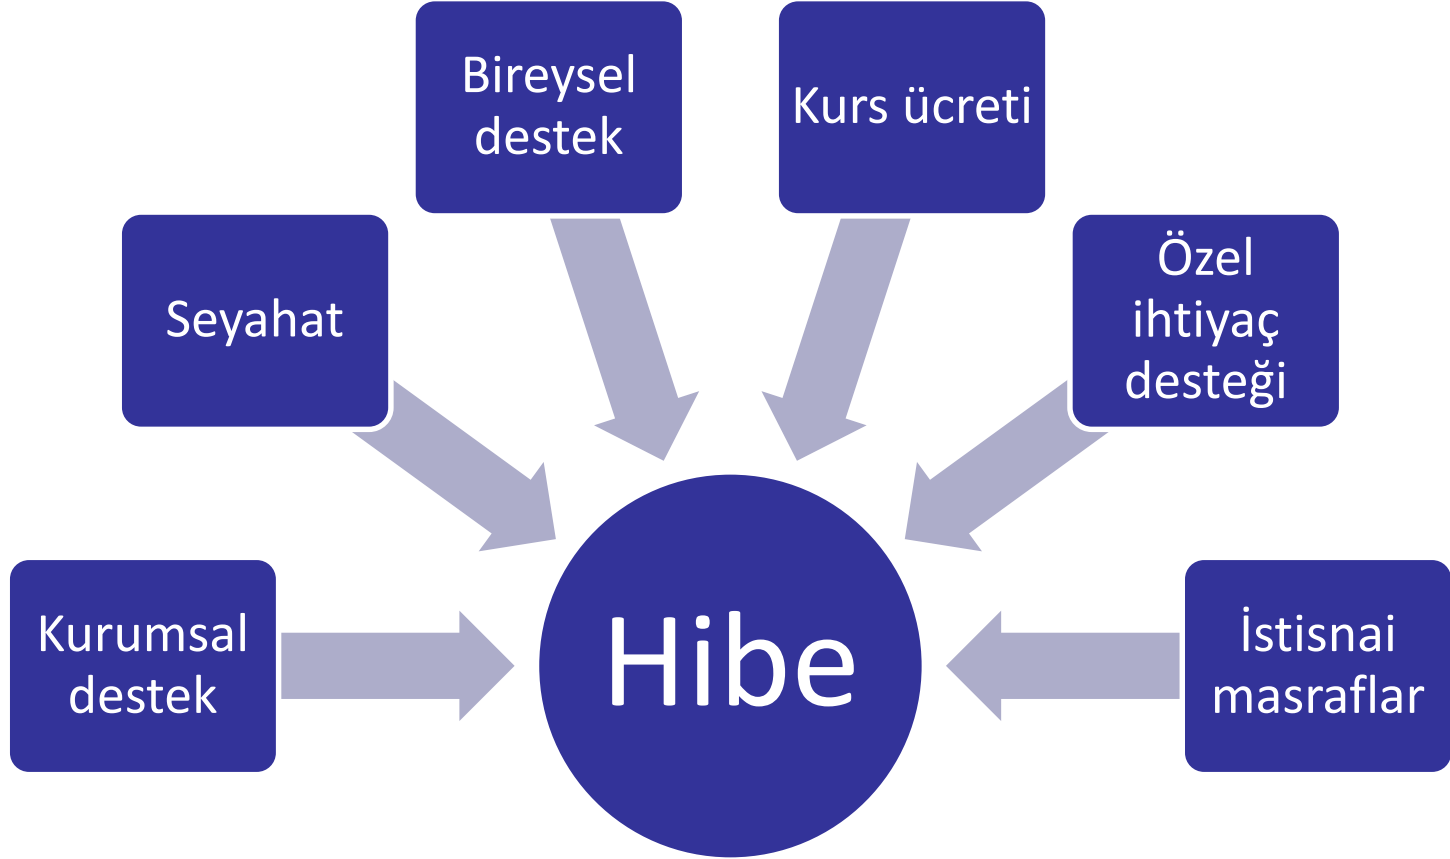 Bireysel
destek
Kurs ücreti
Seyahat
Özel
ihtiyaç
desteği
Kurumsal
destek
Hibe
İstisnai
masraflar